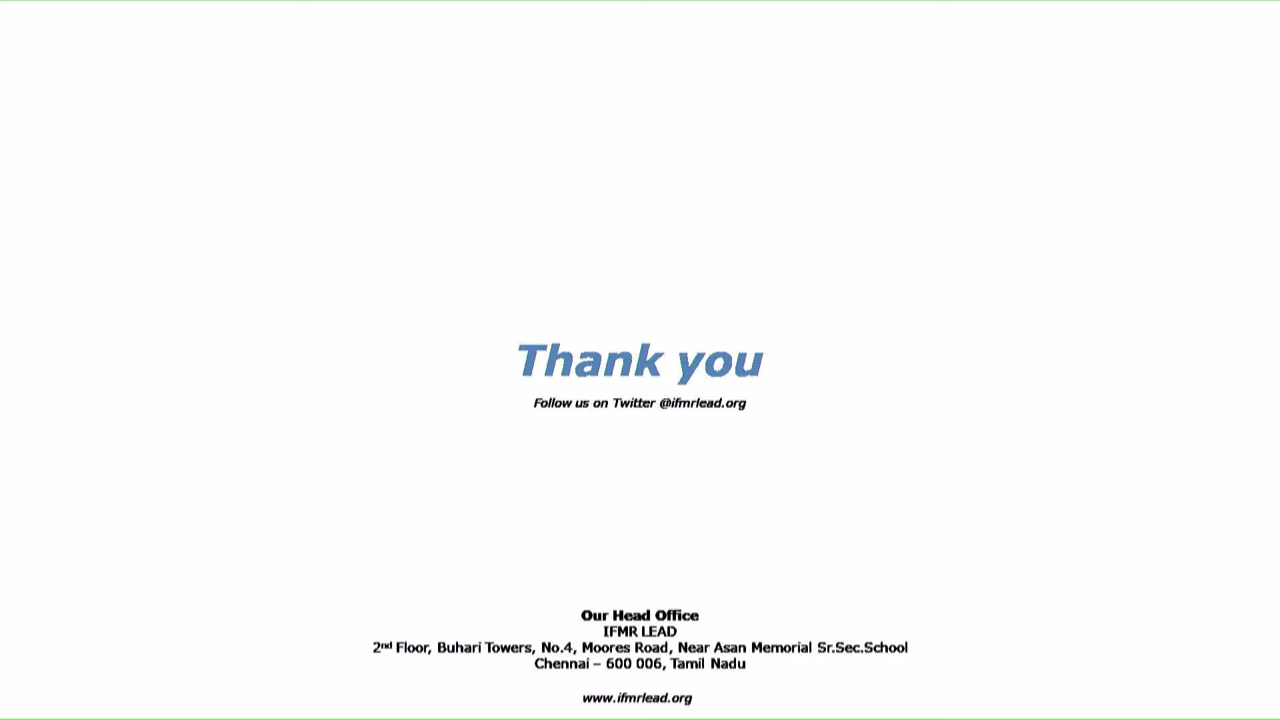 Thank you
Follow us on Twitter @ifmrlead.org
Our Head Office
IFMR LEAD
2nd Floor, Buhari Towers, No.4, Moores Road, Near Asan Memorial Sr.Sec.School
Chennai – 600 006, Tamil Nadu
www.ifmrlead.org